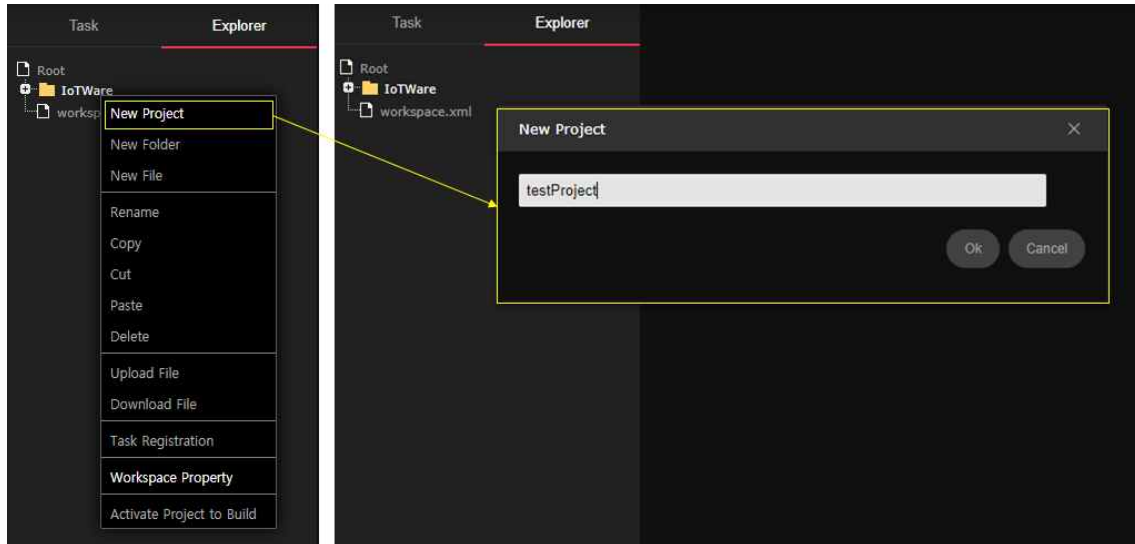 Task Explorer
Root
IoTWare
worksp
New Project
New Folder
New File
Rename
Copy
Cut
Paste
Delete
Upload File
Download File
Task Registration
Workspace Property
Activate Project to Build
Task Explorer
Root
IoTWare
workspace.xml
New Project
testProject
Ok Cancel